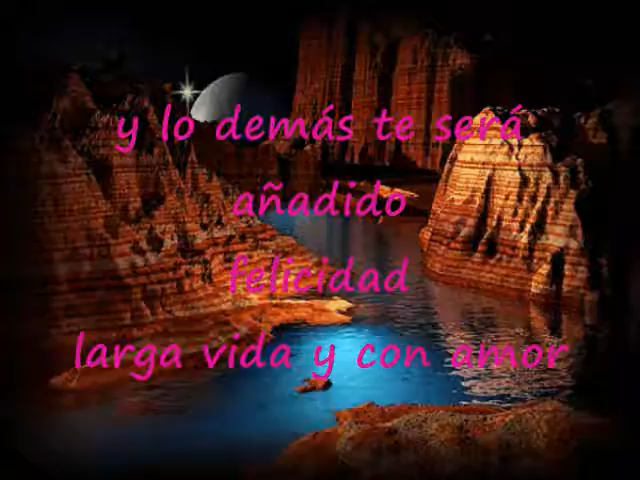 y lo demás te será
añadido
felicidad
larga vida y con amor